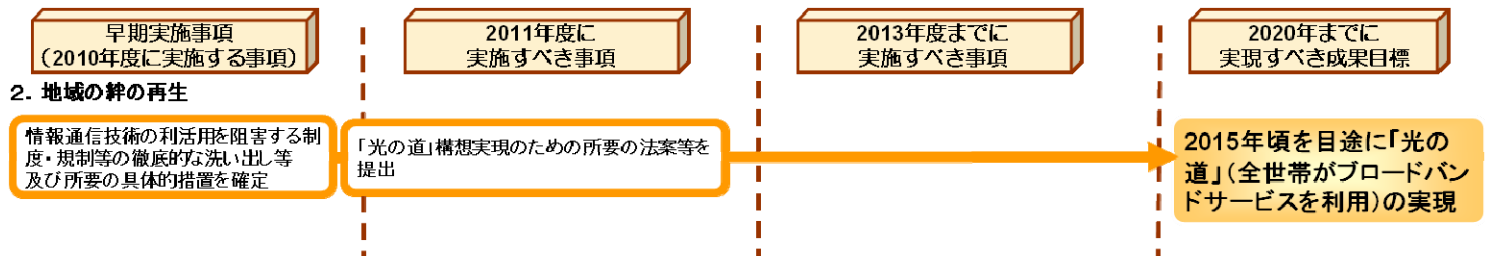 早期実施事項
（2010年度に実施する事項）
2011年度に
実施すべき事項
2013年度までに
実施すべき事項
2020年までに
実現すべき成果目標
２．地域の絆の再生
情報通信技術の利活用を阻害する制
度・規制等の徹底的な洗い出し等
及び所要の具体的措置を確定
「光の道」構想実現のための所要の法案等を
提出
2015年頃を目途に「光の
道」（全世帯がブロードバン
ドサービスを利用）の実現